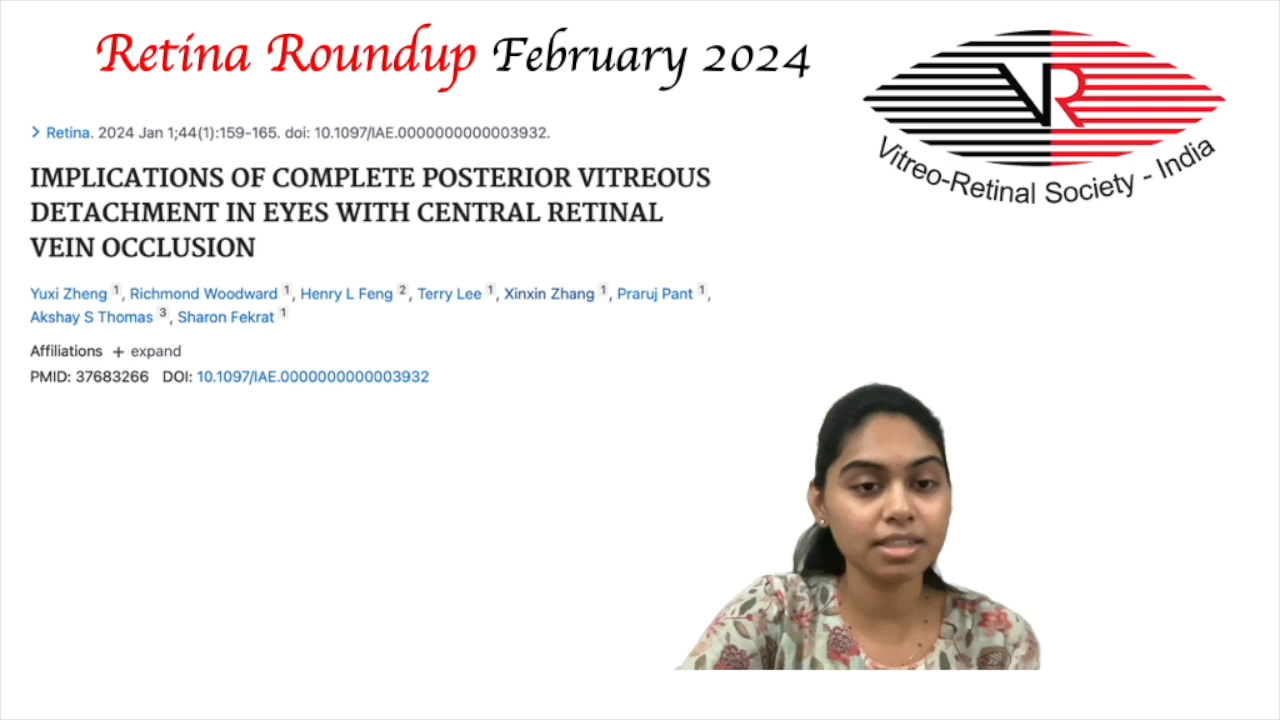 Retina Roundup February 2024
VR
Vitreo-Retinal Society - India
> Retina. 2024 Jan 1;44(1):159-165. doi: 10.1097/IAE.0000000000003932.
IMPLICATIONS OF COMPLETE POSTERIOR VITREOUS
DETACHMENT IN EYES WITH CENTRAL RETINAL
VEIN OCCLUSION
Yuxi Zheng 1, Richmond Woodward 1, Henry L Feng 2, Terry Lee 1, Xinxin Zhang 1, Praruj Pant 1,
Akshay S Thomas 3, Sharon Fekrat 1
Affiliations + expand
PMID: 37683266 DOI: 10.1097/IAE.0000000000003932